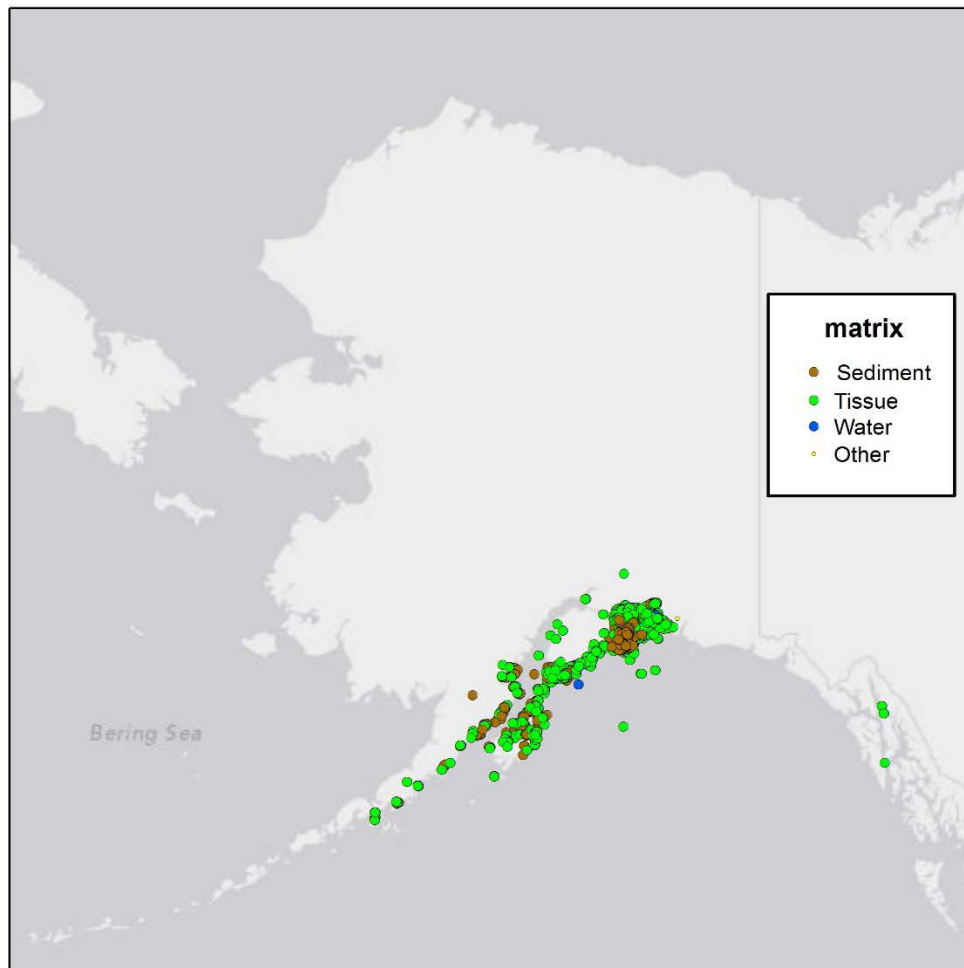 matrix
Sediment
Tissue
Water
Other
Bering Sea